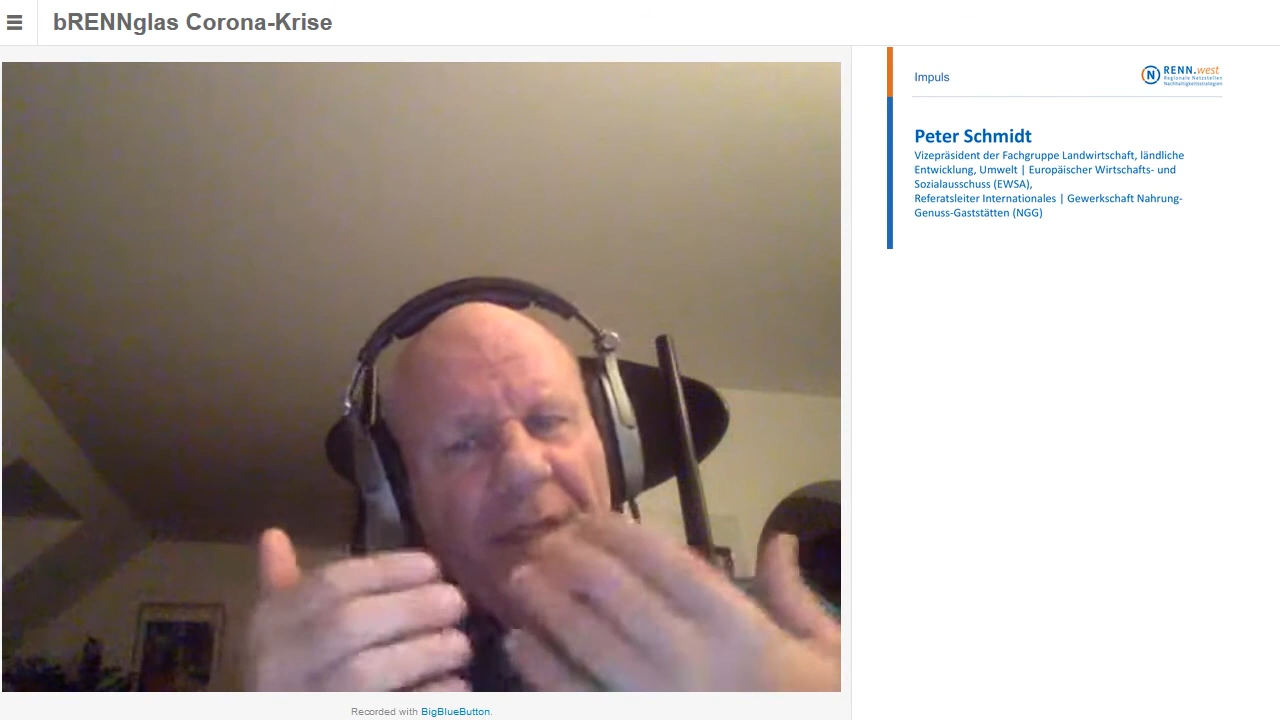 bRENNglas Corona-Krise
Impuls
RENN.west
Regionale Netzstellen
Nachhaltigkeitsstrategien
Peter Schmidt
Vizepräsident der Fachgruppe Landwirtschaft, ländliche
Entwicklung, Umwelt | Europäischer Wirtschafts- und
Sozialausschuss (EWSA),
Referatsleiter Internationales | Gewerkschaft Nahrung-
Genuss-Gaststätten (NGG)
Recorded with BigBlueButton.